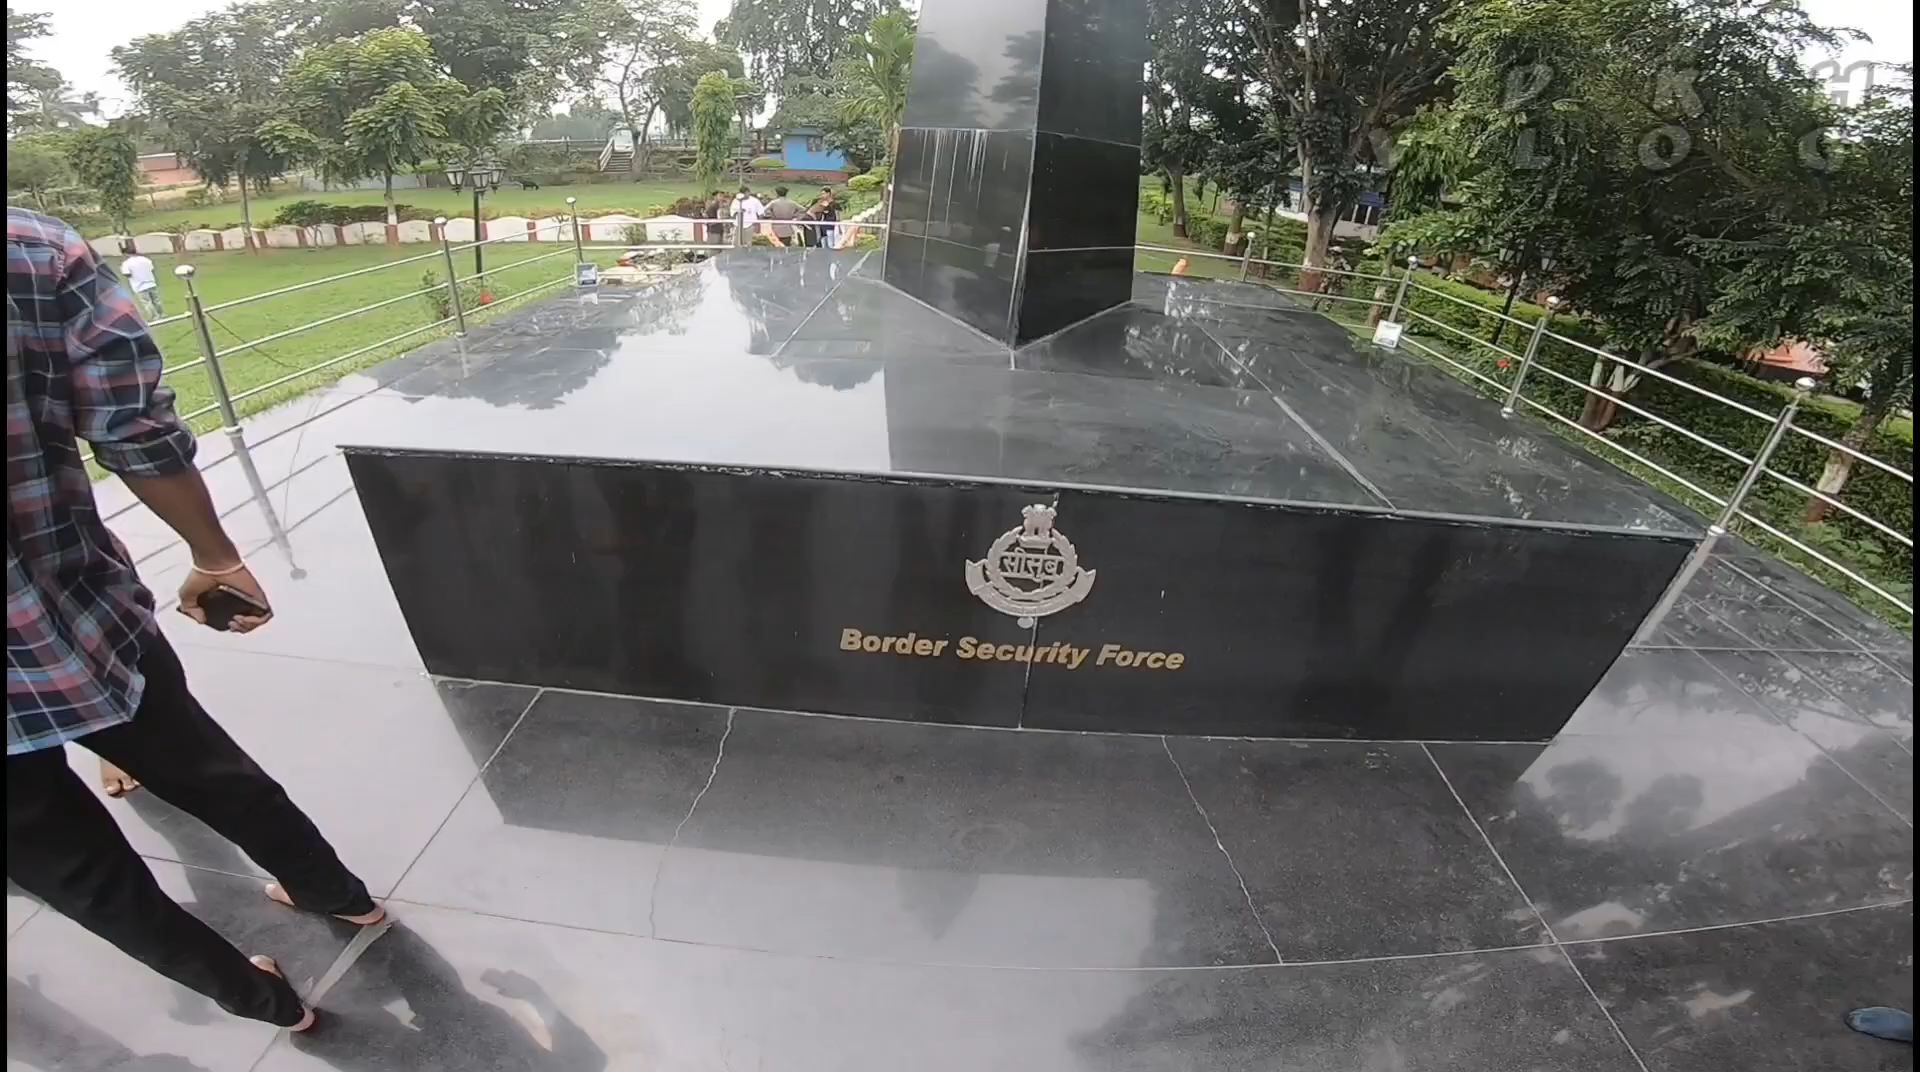 D K H
V L O G
सीसुब
Border Security Force